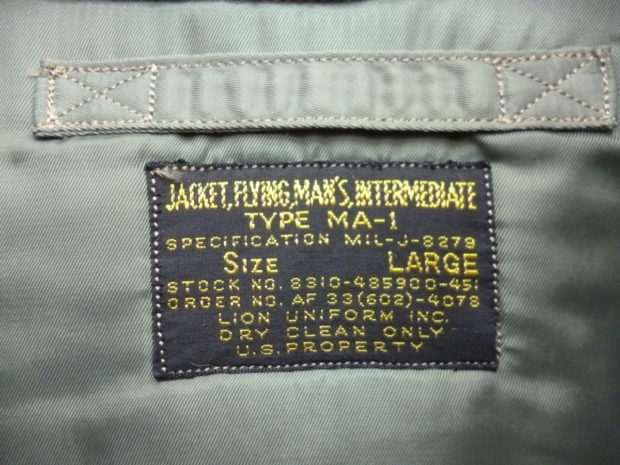 JACKET, FLYING, MAN'S, INTERMEDIATE
TYPE MA-1
SPECIFICATION MIL-J-8279
SIZE LARGE
STOCK NO. 8310-485900-451
ORDER NO. AF 33(602)-4078
LION UNIFORM INC.
DRY CLEAN ONLY
U.S. PROPERTY